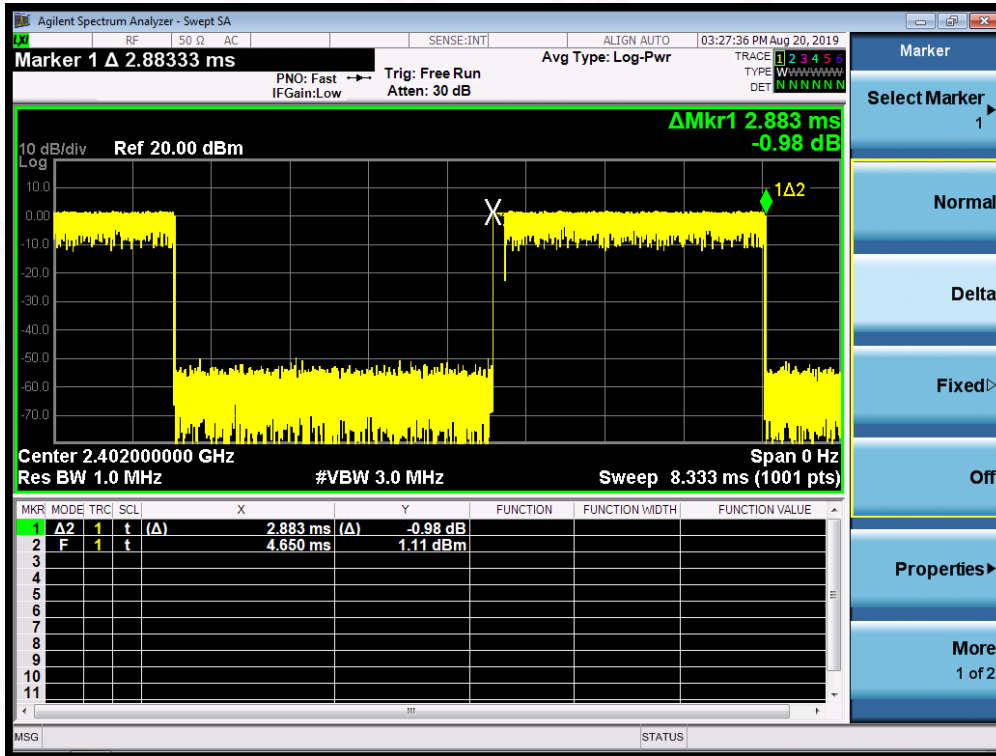 Agilent Spectrum Analyzer - Swept SA
LXI RF 50 Ω AC SENSE:INT ALIGN AUTO 03:27:36 PM Aug 20, 2019
Marker 1 Δ 2.88333 ms
PNO: Fast
IFGain:Low
Trig: Free Run
Atten: 30 dB
Avg Type: Log-Pwr
TRACE 1 2 3 4 5 6
TYPE WWWWWW
DET N N N N N N
ΔMkr1 2.883 ms
-0.98 dB
10 dB/div Ref 20.00 dBm
Log
10.0
0.00
-10.0
-20.0
-30.0
-40.0
-50.0
-60.0
-70.0
X
1Δ2
Center 2.402000000 GHz Span 0 Hz
Res BW 1.0 MHz #VBW 3.0 MHz Sweep 8.333 ms (1001 pts)
MKR MODE TRC SCL X Y FUNCTION FUNCTION WIDTH FUNCTION VALUE
1 Δ2 1 t (Δ) 2.883 ms (Δ) -0.98 dB
2 F 1 t 4.650 ms 1.11 dBm
3
4
5
6
7
8
9
10
11
MSG STATUS
Marker
Select Marker
1
Normal
Delta
Fixed
Off
Properties
More
1 of 2